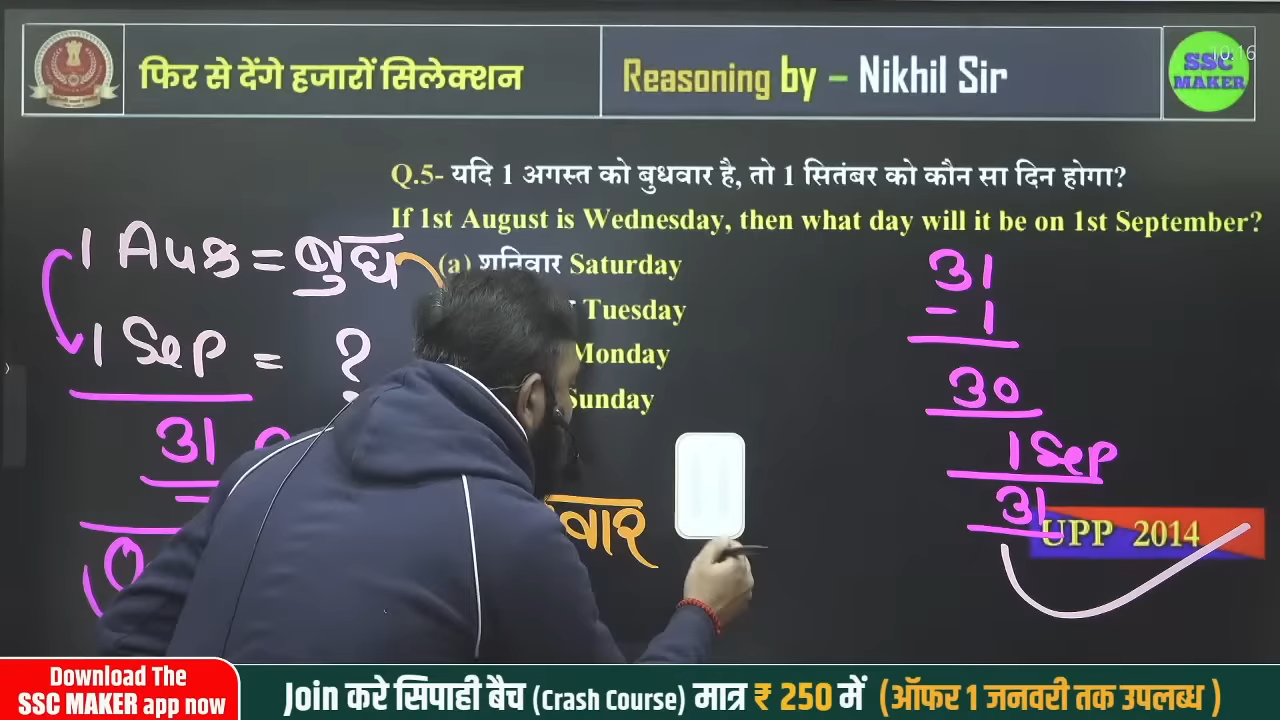 फिर से देंगे हजारों सिलेक्शन
Reasoning by – Nikhil Sir
SSC MAKER
10:16
Q.5- यदि 1 अगस्त को बुधवार है, तो 1 सितंबर को कौन सा दिन होगा?
If 1st August is Wednesday, then what day will it be on 1st September?
(a) शनिवार Saturday
Tuesday
Monday
Sunday
1 Aug = बुध
1 Sep = ?
31
31
- 1
30
1 Sep
31
वार
UPP 2014
Download The
SSC MAKER app now
Join करे सिपाही बैच (Crash Course) मात्र ₹ 250 में (ऑफर 1 जनवरी तक उपलब्ध )